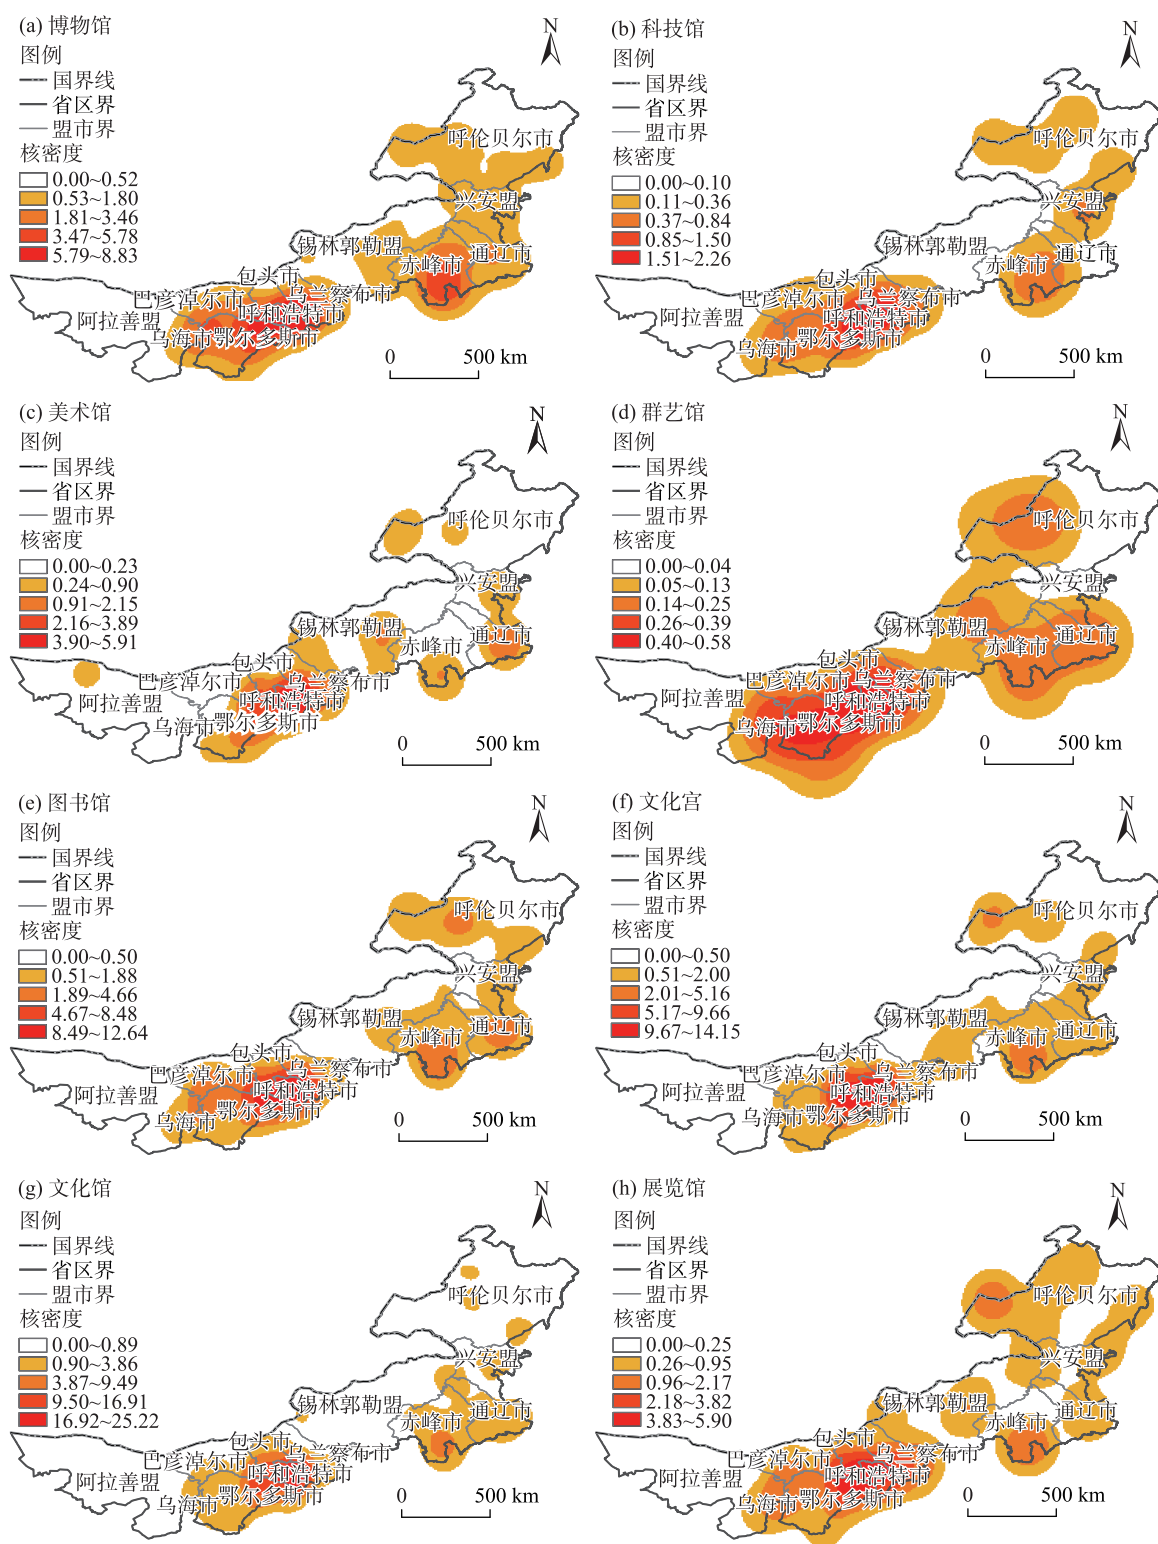 (a) 博物馆
N
图例
国界线
省区界
盟市界
核密度
0.00~0.52
0.53~1.80
1.81~3.46
3.47~5.78
5.79~8.83
呼伦贝尔市
兴安盟
锡林郭勒盟
通辽市
赤峰市
包头市
巴彦淖尔市
乌兰察布市
呼和浩特市
阿拉善盟
乌海市
鄂尔多斯市
0 500 km
(b) 科技馆
N
图例
国界线
省区界
盟市界
核密度
0.00~0.10
0.11~0.36
0.37~0.84
0.85~1.50
1.51~2.26
呼伦贝尔市
兴安盟
锡林郭勒盟
通辽市
赤峰市
包头市
巴彦淖尔市
乌兰察布市
呼和浩特市
阿拉善盟
乌海市
鄂尔多斯市
0 500 km
(c) 美术馆
N
图例
国界线
省区界
盟市界
核密度
0.00~0.23
0.24~0.90
0.91~2.15
2.16~3.89
3.90~5.91
呼伦贝尔市
兴安盟
锡林郭勒盟
通辽市
赤峰市
包头市
巴彦淖尔市
乌兰察布市
呼和浩特市
阿拉善盟
乌海市
鄂尔多斯市
0 500 km
(d) 群艺馆
N
图例
国界线
省区界
盟市界
核密度
0.00~0.04
0.05~0.13
0.14~0.25
0.26~0.39
0.40~0.58
呼伦贝尔市
兴安盟
锡林郭勒盟
通辽市
赤峰市
包头市
巴彦淖尔市
乌兰察布市
呼和浩特市
阿拉善盟
乌海市
鄂尔多斯市
0 500 km
(e) 图书馆
N
图例
国界线
省区界
盟市界
核密度
0.00~0.50
0.51~1.88
1.89~4.66
4.67~8.48
8.49~12.64
呼伦贝尔市
兴安盟
锡林郭勒盟
通辽市
赤峰市
包头市
巴彦淖尔市
乌兰察布市
呼和浩特市
阿拉善盟
乌海市
鄂尔多斯市
0 500 km
(f) 文化宫
N
图例
国界线
省区界
盟市界
核密度
0.00~0.50
0.51~2.00
2.01~5.16
5.17~9.66
9.67~14.15
呼伦贝尔市
兴安盟
锡林郭勒盟
通辽市
赤峰市
包头市
巴彦淖尔市
乌兰察布市
呼和浩特市
阿拉善盟
乌海市
鄂尔多斯市
0 500 km
(g) 文化馆
N
图例
国界线
省区界
盟市界
核密度
0.00~0.89
0.90~3.86
3.87~9.49
9.50~16.91
16.92~25.22
呼伦贝尔市
兴安盟
锡林郭勒盟
通辽市
赤峰市
包头市
巴彦淖尔市
乌兰察布市
呼和浩特市
阿拉善盟
乌海市
鄂尔多斯市
0 500 km
(h) 展览馆
N
图例
国界线
省区界
盟市界
核密度
0.00~0.25
0.26~0.95
0.96~2.17
2.18~3.82
3.83~5.90
呼伦贝尔市
兴安盟
锡林郭勒盟
通辽市
赤峰市
包头市
巴彦淖尔市
乌兰察布市
呼和浩特市
阿拉善盟
乌海市
鄂尔多斯市
0 500 km